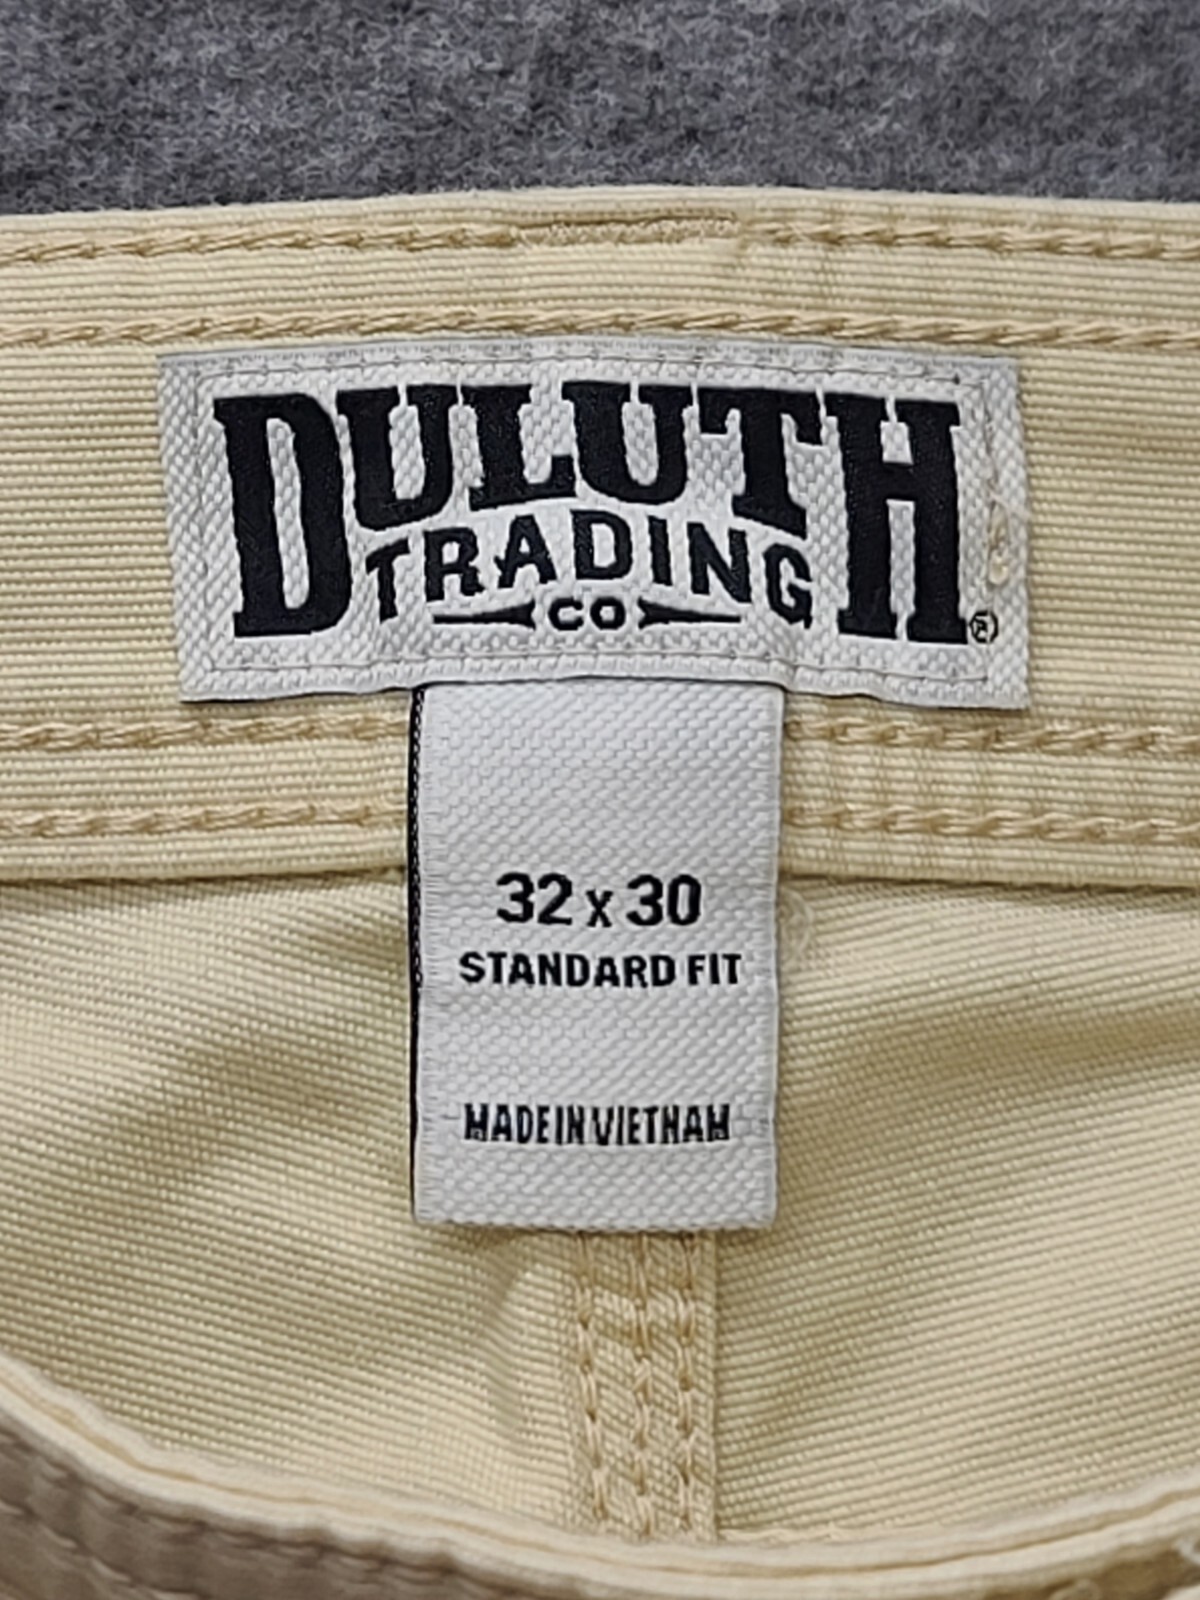 DULUTH
TRADING
CO ®
32 x 30
STANDARD FIT
MADE IN VIETNAM